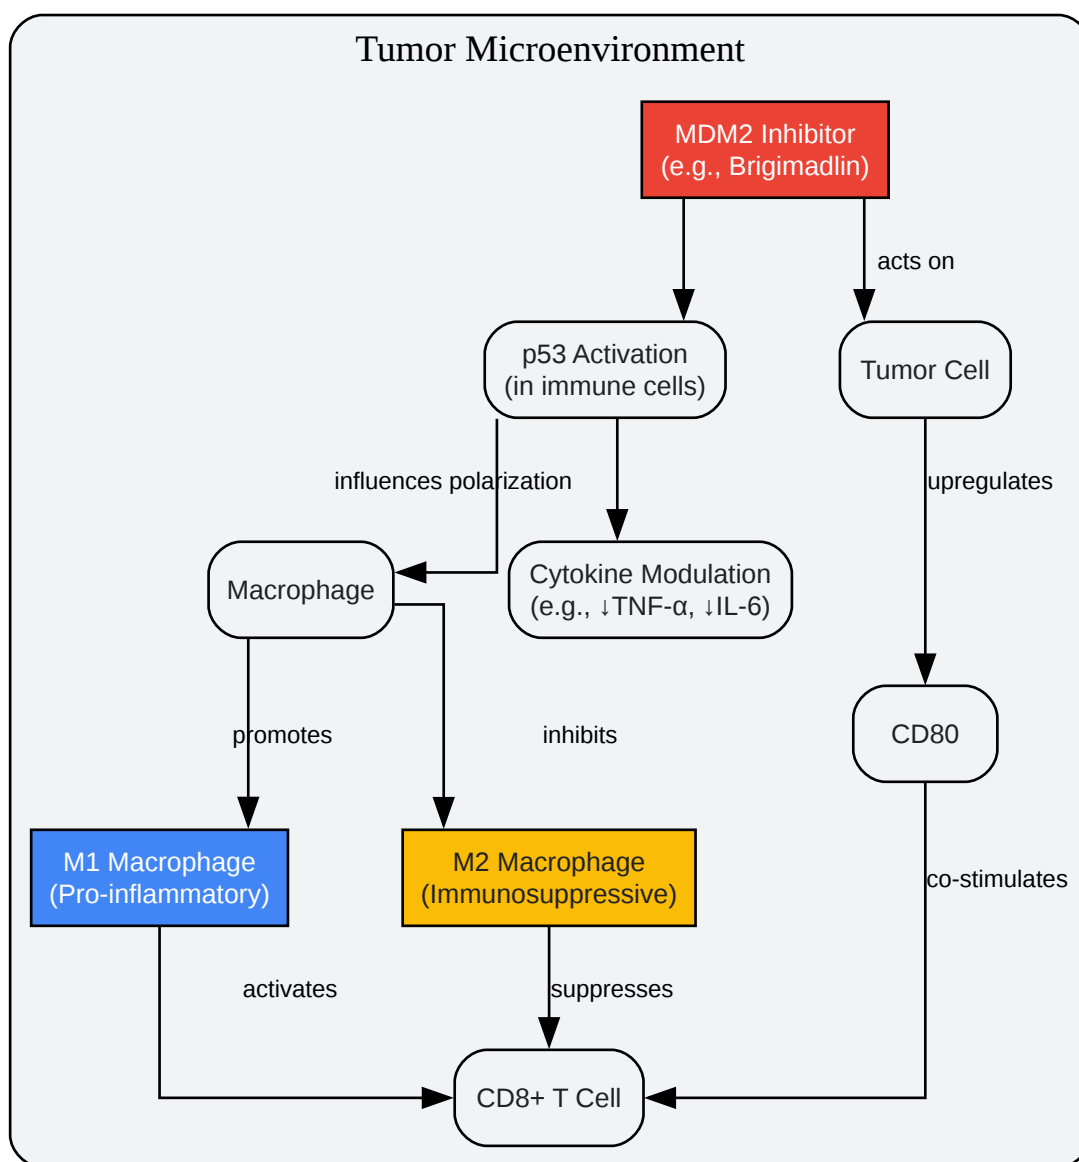 Tumor Microenvironment
MDM2 Inhibitor
(e.g., Brigimadlin)
acts on
p53 Activation
(in immune cells)
Tumor Cell
influences polarization
upregulates
Macrophage
Cytokine Modulation
(e.g., ↓TNF-α, ↓IL-6)
promotes
inhibits
CD80
M1 Macrophage
(Pro-inflammatory)
M2 Macrophage
(Immunosuppressive)
co-stimulates
activates
suppresses
CD8+ T Cell